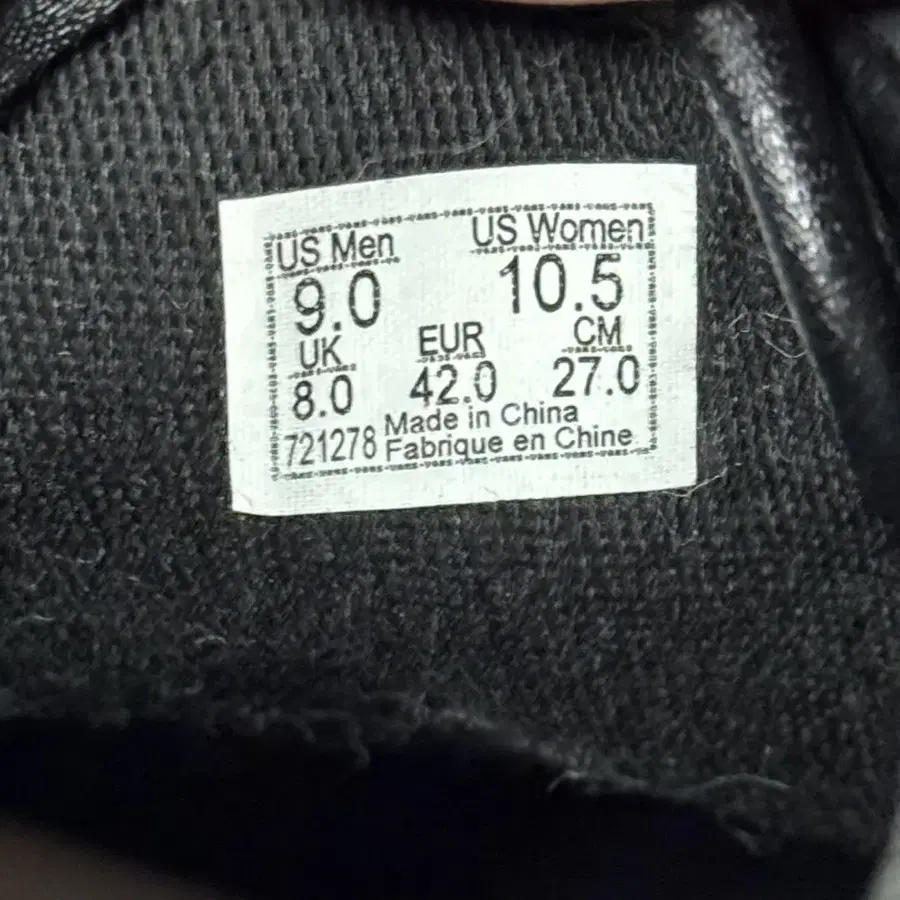 US Men US Women
9.0 10.5
UK EUR CM
8.0 42.0 27.0
721278 Made in China
Fabrique en Chine